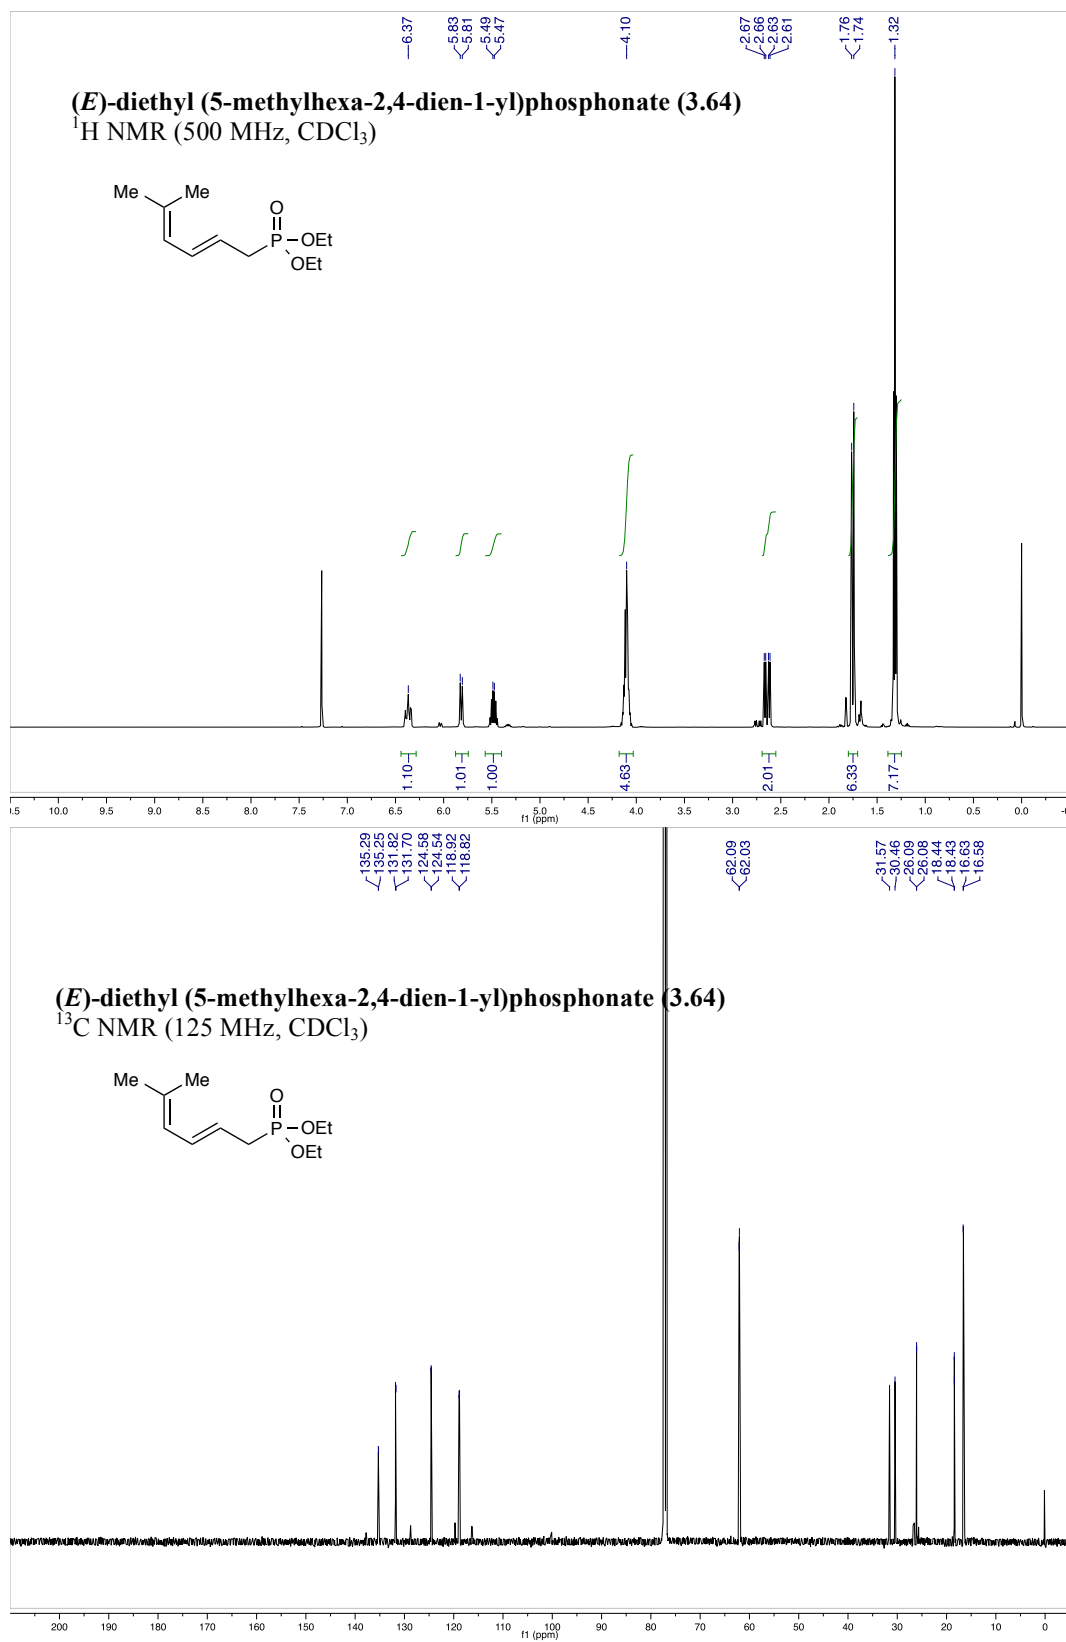 6.37
5.83
5.81
5.49
5.47
4.10
2.67
2.66
2.63
2.61
1.76
1.74
1.32
(E)-diethyl (5-methylhexa-2,4-dien-1-yl)phosphonate (3.64)
¹H NMR (500 MHz, CDCl₃)
Me Me
O
P OEt
OEt
1.10
1.01
1.00
4.63
2.01
6.33
7.17
.5 10.0 9.5 9.0 8.5 8.0 7.5 7.0 6.5 6.0 5.5 5.0 4.5 4.0 3.5 3.0 2.5 2.0 1.5 1.0 0.5 0.0
f1 (ppm)
135.29
135.25
131.82
131.70
124.58
124.54
118.92
118.82
62.09
62.03
31.57
30.46
26.09
26.08
18.44
18.43
16.63
16.58
(E)-diethyl (5-methylhexa-2,4-dien-1-yl)phosphonate (3.64)
¹³C NMR (125 MHz, CDCl₃)
Me Me
O
P OEt
OEt
200 190 180 170 160 150 140 130 120 110 100 90 80 70 60 50 40 30 20 10 0
f1 (ppm)